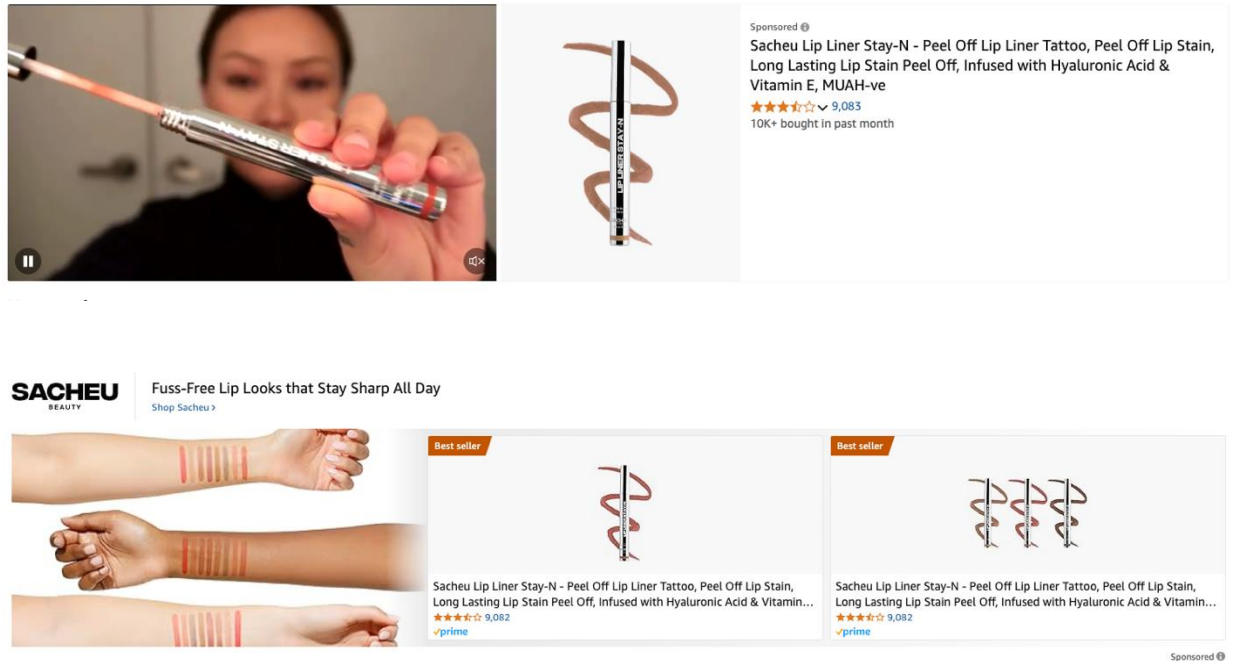 LIP LINER STAY-N
LIP LINER STAY-N
Sponsored
Sacheu Lip Liner Stay-N - Peel Off Lip Liner Tattoo, Peel Off Lip Stain,
Long Lasting Lip Stain Peel Off, Infused with Hyaluronic Acid &
Vitamin E, MUAH-ve
9,083
10K+ bought in past month
SACHEU
BEAUTY
Fuss-Free Lip Looks that Stay Sharp All Day
Shop Sacheu ›
Best seller
Sacheu Lip Liner Stay-N - Peel Off Lip Liner Tattoo, Peel Off Lip Stain,
Long Lasting Lip Stain Peel Off, Infused with Hyaluronic Acid & Vitamin...
9,082
prime
Best seller
Sacheu Lip Liner Stay-N - Peel Off Lip Liner Tattoo, Peel Off Lip Stain,
Long Lasting Lip Stain Peel Off, Infused with Hyaluronic Acid & Vitamin...
9,082
prime
Sponsored